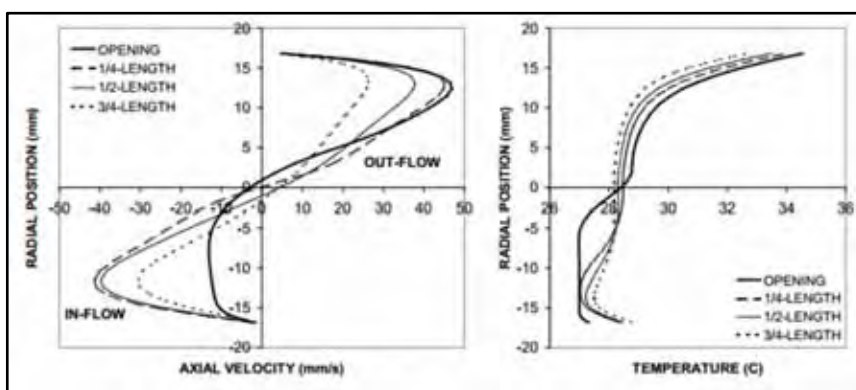 20
15
10
5
0
-5
-10
-15
-20
-50 -40 -30 -20 -10 0 10 20 30 40 50
RADIAL POSITION (mm)
AXIAL VELOCITY (mm/s)
OPENING
1/4-LENGTH
1/2-LENGTH
3/4-LENGTH
OUT-FLOW
IN-FLOW
20
15
10
5
0
-5
-10
-15
-20
26 28 30 32 34 36
RADIAL POSITION (mm)
TEMPERATURE (C)
OPENING
1/4-LENGTH
1/2-LENGTH
3/4-LENGTH